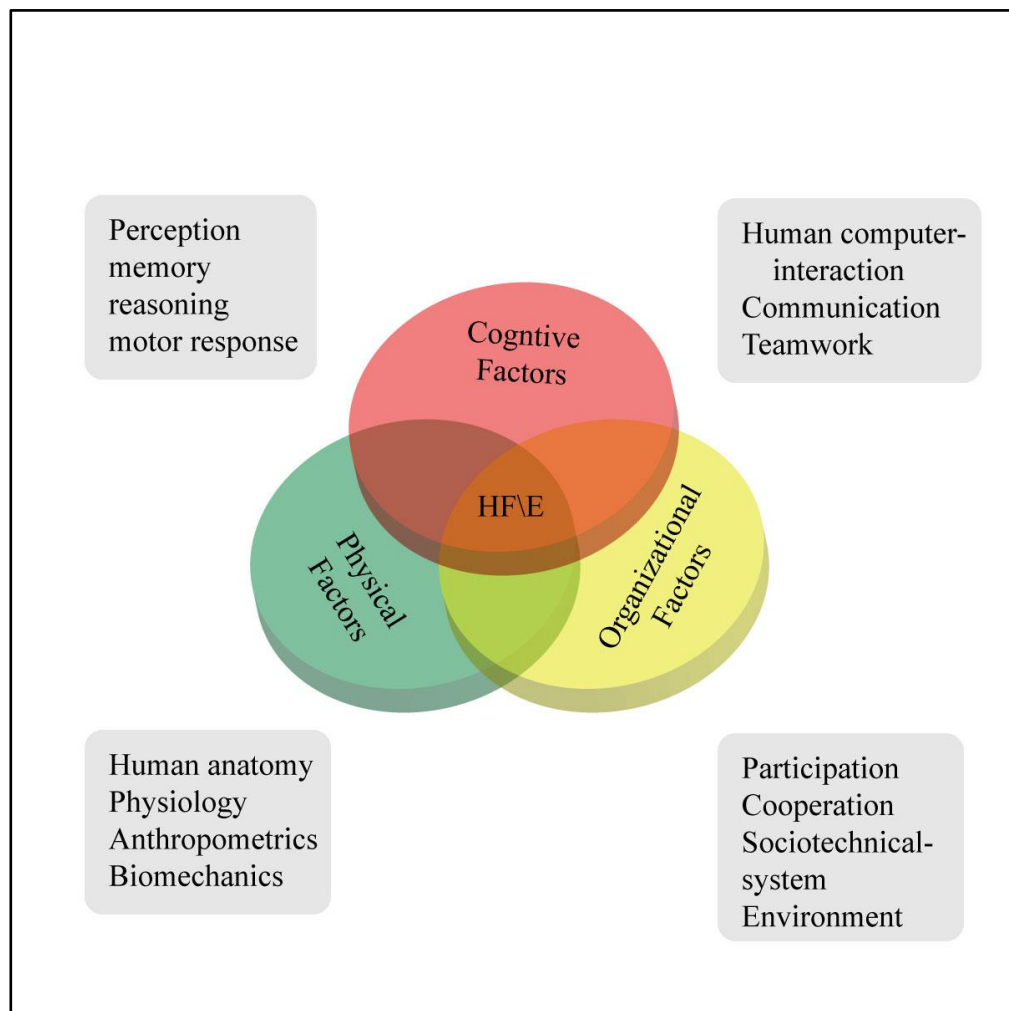 Perception
memory
reasoning
motor response
Human computer-
interaction
Communication
Teamwork
Cogntive
Factors
HF\E
Physical
Factors
Organizational
Factors
Human anatomy
Physiology
Anthropometrics
Biomechanics
Participation
Cooperation
Sociotechnical-
system
Environment